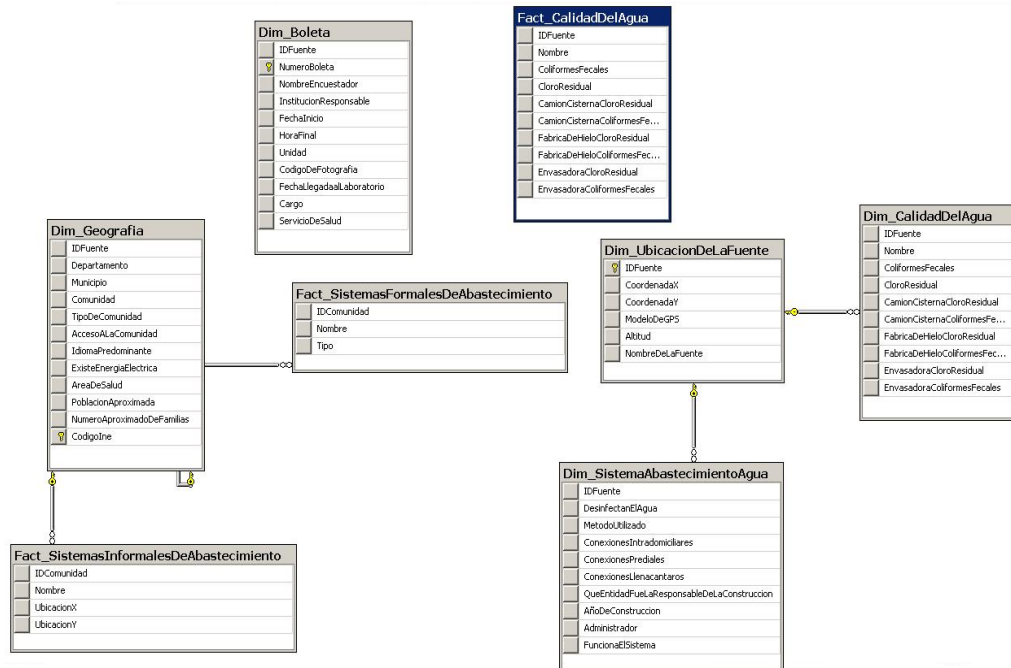 Dim_Boleta
IDFuente
NumeroBoleta
NombreEncuestador
InstitucionResponsable
FechaInicio
HoraFinal
Unidad
CodigoDeFotografia
FechaLlegadaalLaboratorio
Cargo
ServicioDeSalud
Fact_CalidadDelAgua
IDFuente
Nombre
ColiformesFecales
CloroResidual
CamionCisternaCloroResidual
CamionCisternaColiformesFe...
FabricaDeHieloCloroResidual
FabricaDeHieloColiformesFec...
EnvasadoraCloroResidual
EnvasadoraColiformesFecales
Dim_Geografia
IDFuente
Departamento
Municipio
Comunidad
TipoDeComunidad
AccesoALaComunidad
IdiomaPredominante
ExisteEnergiaElectrica
AreaDeSalud
PoblacionAproximada
NumeroAproximadoDeFamilias
CodigoIne
Fact_SistemasFormalesDeAbastecimiento
IDComunidad
Nombre
Tipo
Dim_UbicacionDeLaFuente
IDFuente
CoordenadaX
CoordenadaY
ModeloDeGPS
Altitud
NombreDeLaFuente
Dim_CalidadDelAgua
IDFuente
Nombre
ColiformesFecales
CloroResidual
CamionCisternaCloroResidual
CamionCisternaColiformesFe...
FabricaDeHieloCloroResidual
FabricaDeHieloColiformesFec...
EnvasadoraCloroResidual
EnvasadoraColiformesFecales
Fact_SistemasInformalesDeAbastecimiento
IDComunidad
Nombre
UbicacionX
UbicacionY
Dim_SistemaAbastecimientoAgua
IDFuente
DesinfectanElAgua
MetodoUtilizado
ConexionesIntradomiciliares
ConexionesPrediales
ConexionesLlenacantaros
QueEntidadFueLaResponsableDeLaConstruccion
AñoDeConstruccion
Administrador
FuncionaElSistema